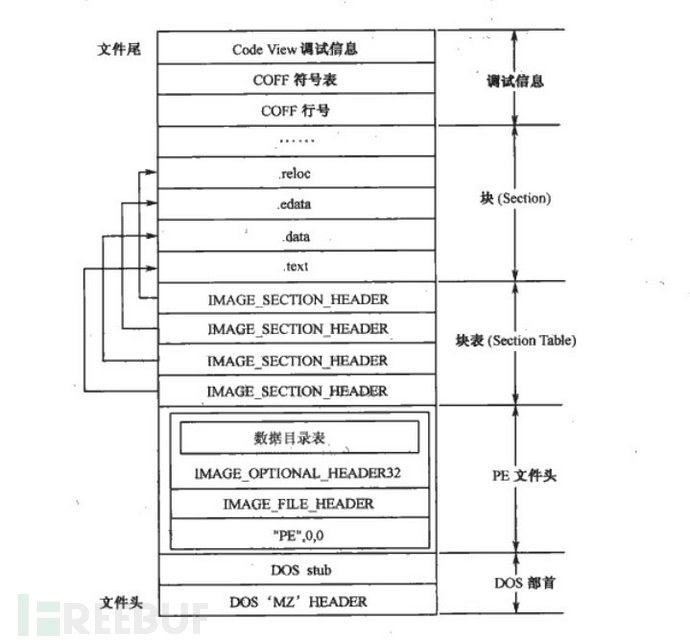 文件尾
Code View 调试信息
COFF 符号表
COFF 行号
调试信息
……
.reloc
.edata
.data
.text
块 (Section)
IMAGE_SECTION_HEADER
IMAGE_SECTION_HEADER
IMAGE_SECTION_HEADER
IMAGE_SECTION_HEADER
块表 (Section Table)
数据目录表
IMAGE_OPTIONAL_HEADER32
IMAGE_FILE_HEADER
"PE",0,0
PE 文件头
DOS stub
DOS 'MZ' HEADER
DOS 部首
文件头
FREEBUF